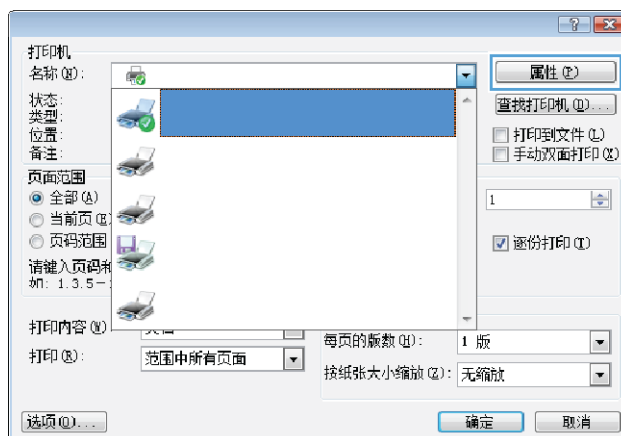 打印机
名称(N):
属性(P)
状态:
类型:
位置:
备注:
查找打印机(D)...
打印到文件(L)
手动双面打印(X)
页面范围
全部(A)
当前页(E)
页码范围
1
逐份打印(T)
请键入页码和
如: 1.3.5-
打印内容(W):
打印(R):
范围中所有页面
每页的版数(H):
1 版
按纸张大小缩放(Z):
无缩放
选项(O)...
确定
取消